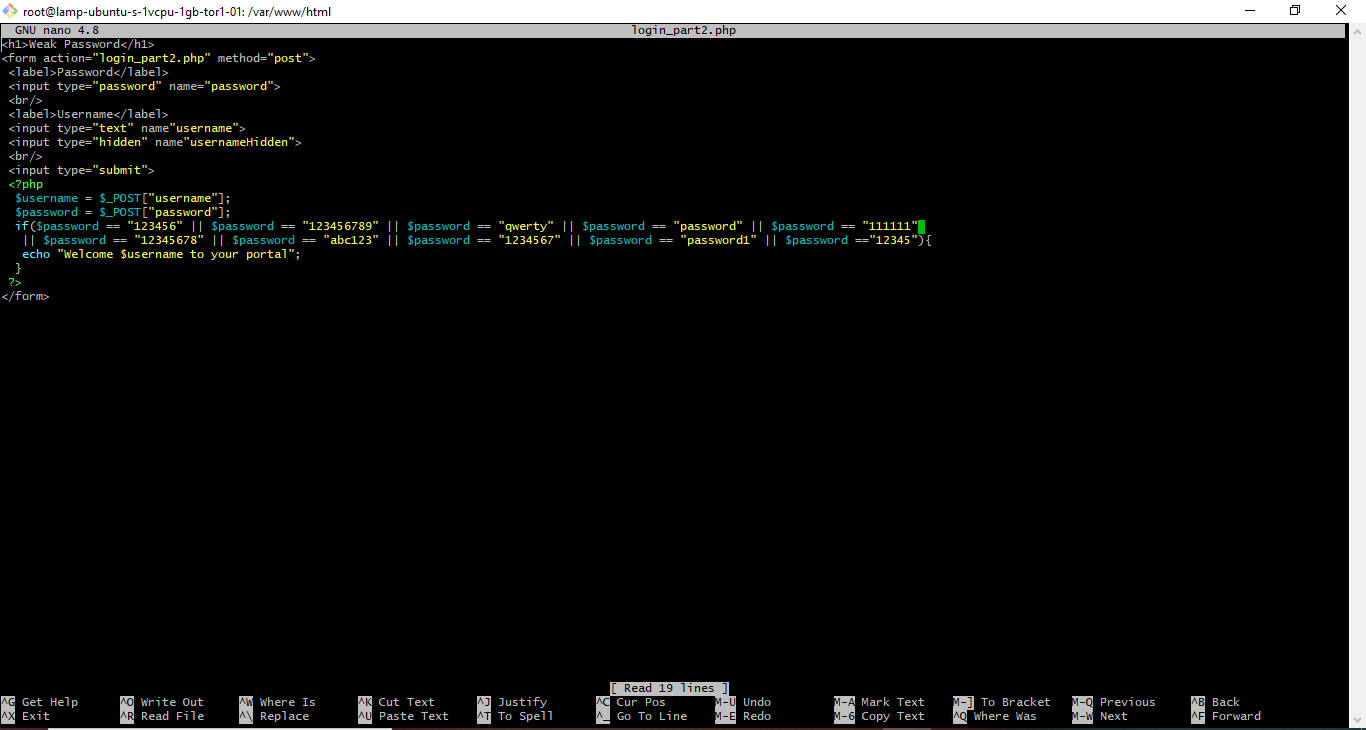 root@lamp-ubuntu-s-1vcpu-1gb-tor1-01: /var/www/html
GNU nano 4.8 login_part2.php
<h1>Weak Password</h1>
<form action="login_part2.php" method="post">
<label>Password</label>
<input type="password" name="password">
<br/>
<label>Username</label>
<input type="text" name"username">
<input type="hidden" name"usernameHidden">
<br/>
<input type="submit">
<?php
$username = $_POST["username"];
$password = $_POST["password"];
if($password == "123456" || $password == "123456789" || $password == "qwerty" || $password == "password" || $password == "111111"
|| $password == "12345678" || $password == "abc123" || $password == "1234567" || $password == "password1" || $password =="12345"){
echo "Welcome $username to your portal";
}
?>
</form>
[ Read 19 lines ]
^G Get Help ^O Write Out ^W Where Is ^K Cut Text ^J Justify ^C Cur Pos M-U Undo M-A Mark Text M-] To Bracket M-Q Previous ^B Back
^X Exit ^R Read File ^\ Replace ^U Paste Text ^T To Spell ^_ Go To Line M-E Redo M-6 Copy Text ^Q Where Was M-W Next ^F Forward